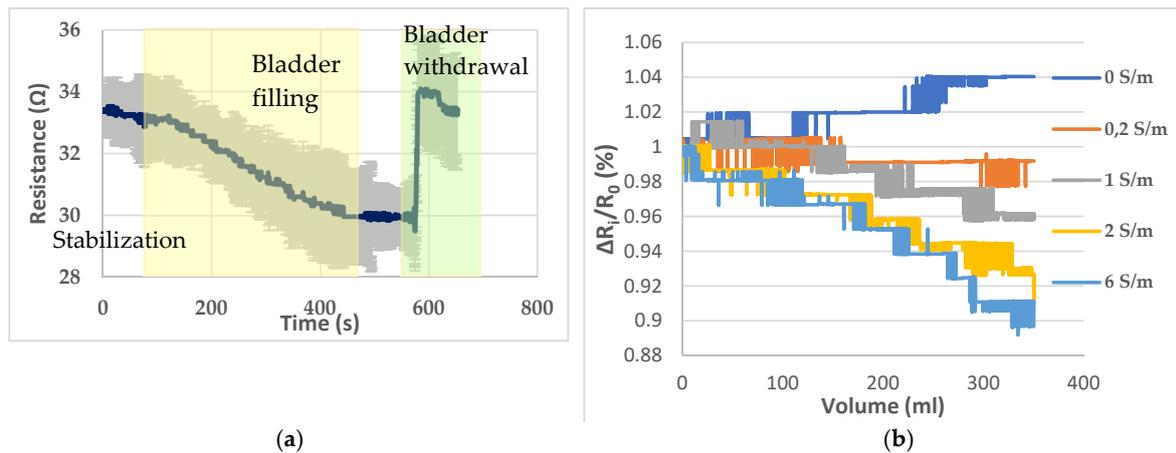 36
34
32
30
28
Resistance (Ω)
Stabilization
Bladder
filling
Bladder
withdrawal
0
200
400
600
800
Time (s)
(a)
1.06
1.04
1.02
1
0.98
0.96
0.94
0.92
0.9
0.88
ΔRᵢ/R₀ (%)
0
100
200
300
400
Volume (ml)
0 S/m
0,2 S/m
1 S/m
2 S/m
6 S/m
(b)